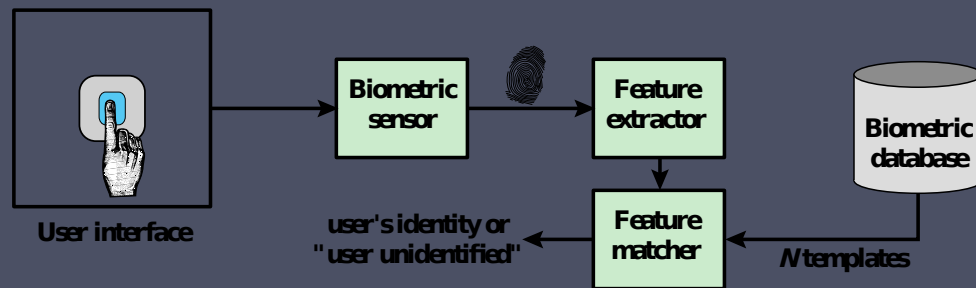 User interface
Biometric
sensor
Feature
extractor
Biometric
database
Feature
matcher
N templates
user's identity or
"user unidentified"